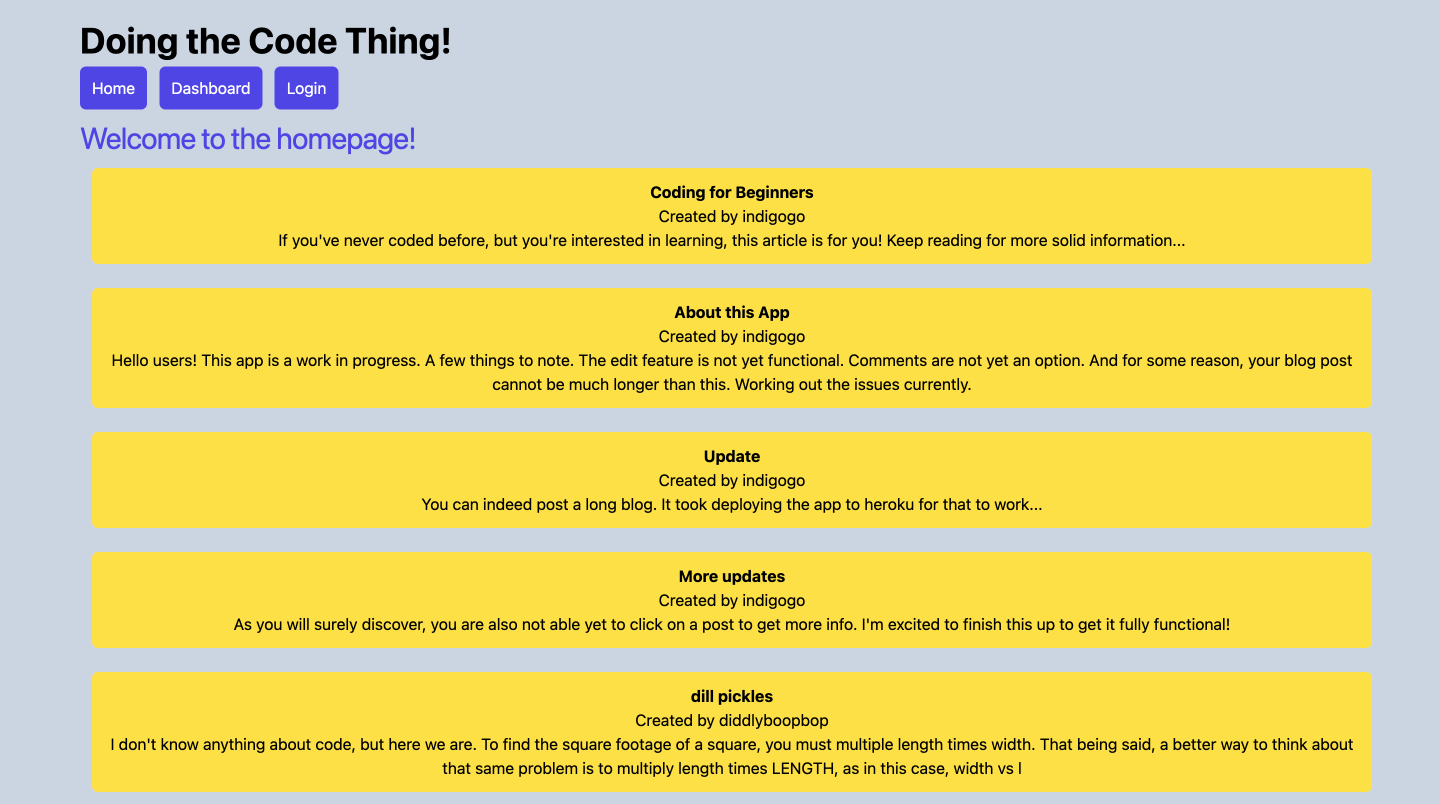 Doing the Code Thing!
Home Dashboard Login
Welcome to the homepage!
Coding for Beginners
Created by indigogo
If you've never coded before, but you're interested in learning, this article is for you! Keep reading for more solid information...
About this App
Created by indigogo
Hello users! This app is a work in progress. A few things to note. The edit feature is not yet functional. Comments are not yet an option. And for some reason, your blog post
cannot be much longer than this. Working out the issues currently.
Update
Created by indigogo
You can indeed post a long blog. It took deploying the app to heroku for that to work...
More updates
Created by indigogo
As you will surely discover, you are also not able yet to click on a post to get more info. I'm excited to finish this up to get it fully functional!
dill pickles
Created by diddlyboopbop
I don't know anything about code, but here we are. To find the square footage of a square, you must multiple length times width. That being said, a better way to think about
that same problem is to multiply length times LENGTH, as in this case, width vs l